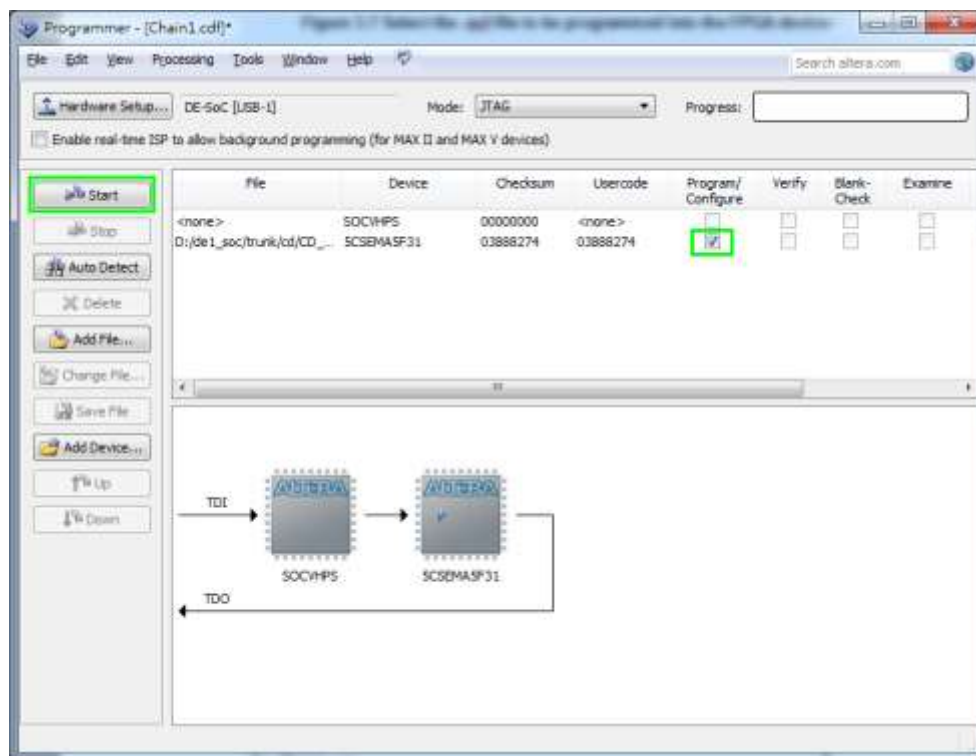 Programmer - [Chain1.cdf]*
File Edit View Processing Tools Window Help
Search altera.com
Hardware Setup... DE-SoC [USB-1] Mode: JTAG Progress:
Enable real-time ISP to allow background programming (for MAX II and MAX V devices)
Start
Stop
Auto Detect
Delete
Add File...
Change File...
Save File
Add Device...
Up
Down
File Device Checksum Usercode Program/ Verify Blank- Examine
Configure Check
<none> SOCVHPS 00000000 <none>
D:/de1_soc/trunk/cd/CD_... 5CSEMA5F31 03888274 03888274
TDI
ALTERA ALTERA
SOCVHPS 5CSEMA5F31
TDO